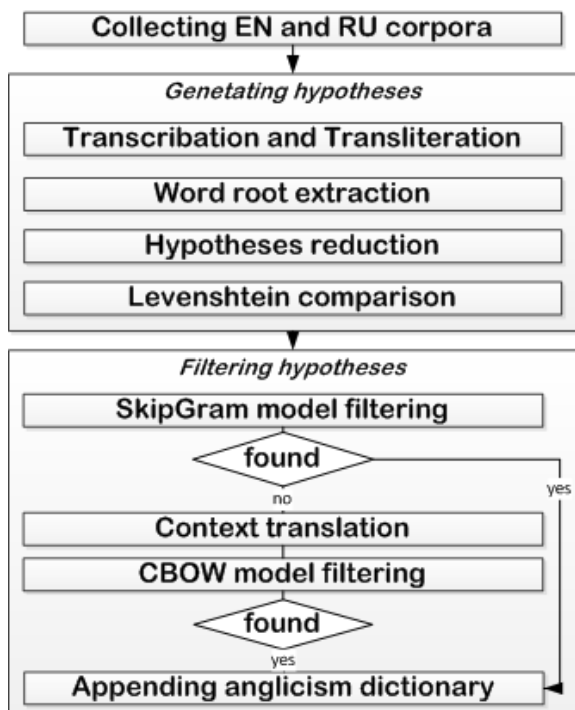 Collecting EN and RU corpora
Genetating hypotheses
Transcribation and Transliteration
Word root extraction
Hypotheses reduction
Levenshtein comparison
Filtering hypotheses
SkipGram model filtering
found
yes
no
Context translation
CBOW model filtering
found
yes
Appending anglicism dictionary